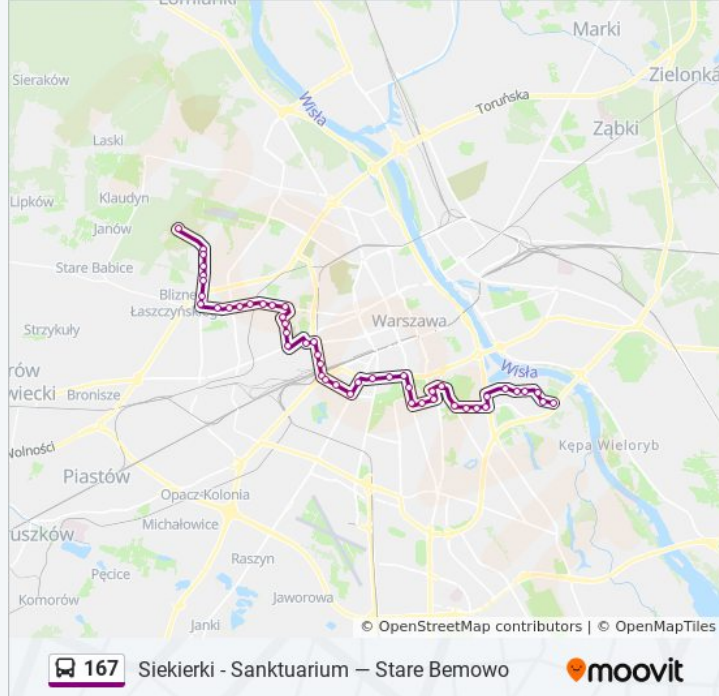 Łomianki
Marki
Sieraków
Zielonka
Wisła
Toruńska
Ząbki
Laski
Lipków
Klaudyn
Janów
Stare Babice
Blizne
Łaszczyńskiego
Warszawa
Strzykuły
rów
wiecki
Bronisze
Wisła
Wolności
Kępa Wieloryb
Piastów
Opacz-Kolonia
Michałowice
uszków
Raszyn
Pęcice
Komorów
Jaworowa
Janki
© OpenStreetMap contributors | © OpenMapTiles
167 Siekierki - Sanktuarium — Stare Bemowo
moovit